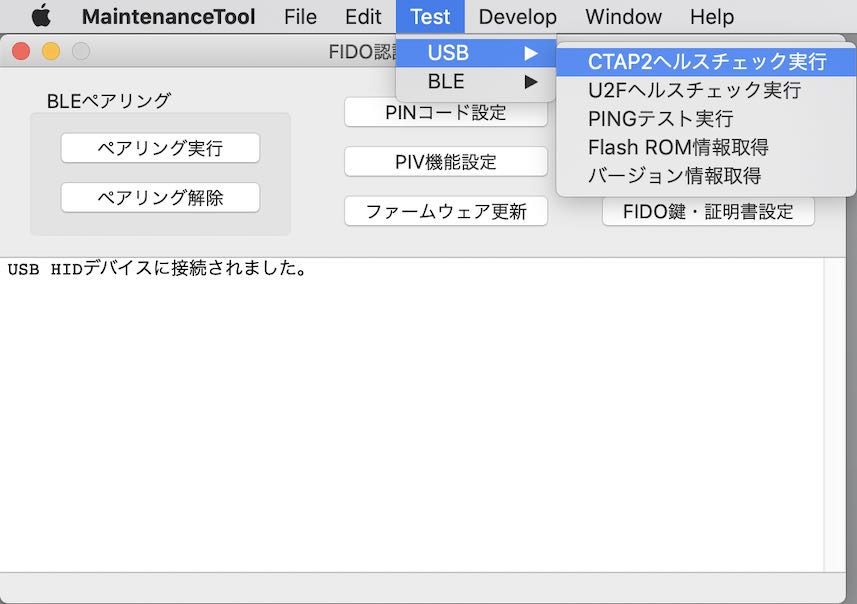 MaintenanceTool File Edit Test Develop Window Help
FIDO認
USB ▶
BLE ▶
CTAP2ヘルスチェック実行
U2Fヘルスチェック実行
PINGテスト実行
Flash ROM情報取得
バージョン情報取得
BLEペアリング
ペアリング実行
ペアリング解除
PINコード設定
PIV機能設定
ファームウェア更新
FIDO鍵・証明書設定
USB HIDデバイスに接続されました。